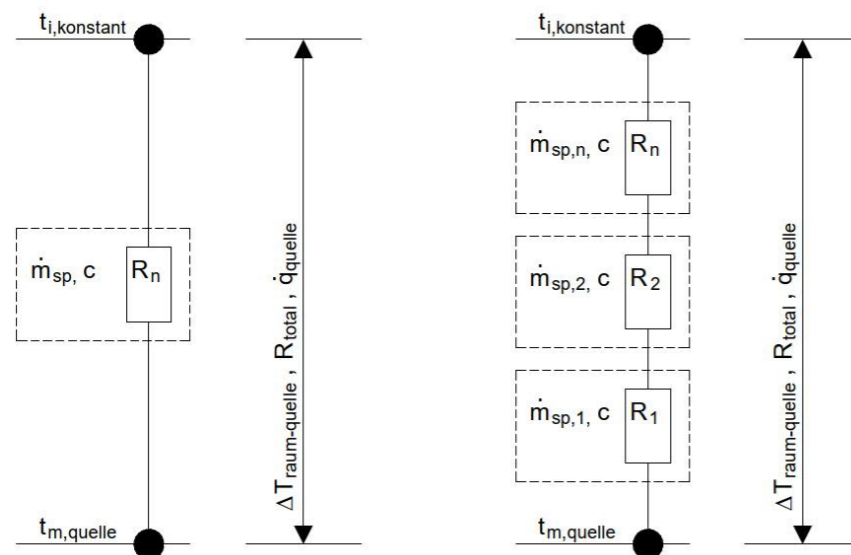 t_i,konstant
ṁ_sp, c R_n
t_m,quelle
ΔT_raum-quelle , R_total , q̇_quelle
t_i,konstant
ṁ_sp,n, c R_n
ṁ_sp,2, c R_2
ṁ_sp,1, c R_1
t_m,quelle
ΔT_raum-quelle , R_total , q̇_quelle